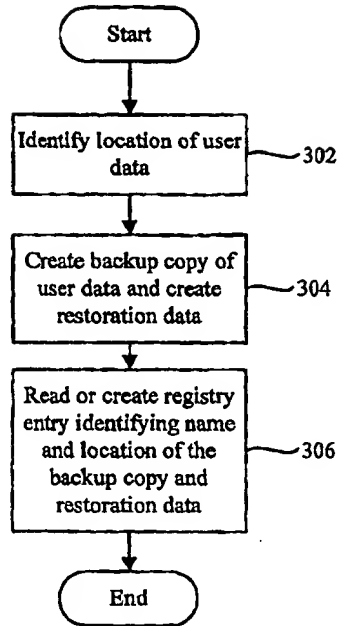 Start
Identify location of user
data
302
Create backup copy of
user data and create
restoration data
304
Read or create registry
entry identifying name
and location of the
backup copy and
restoration data
306
End